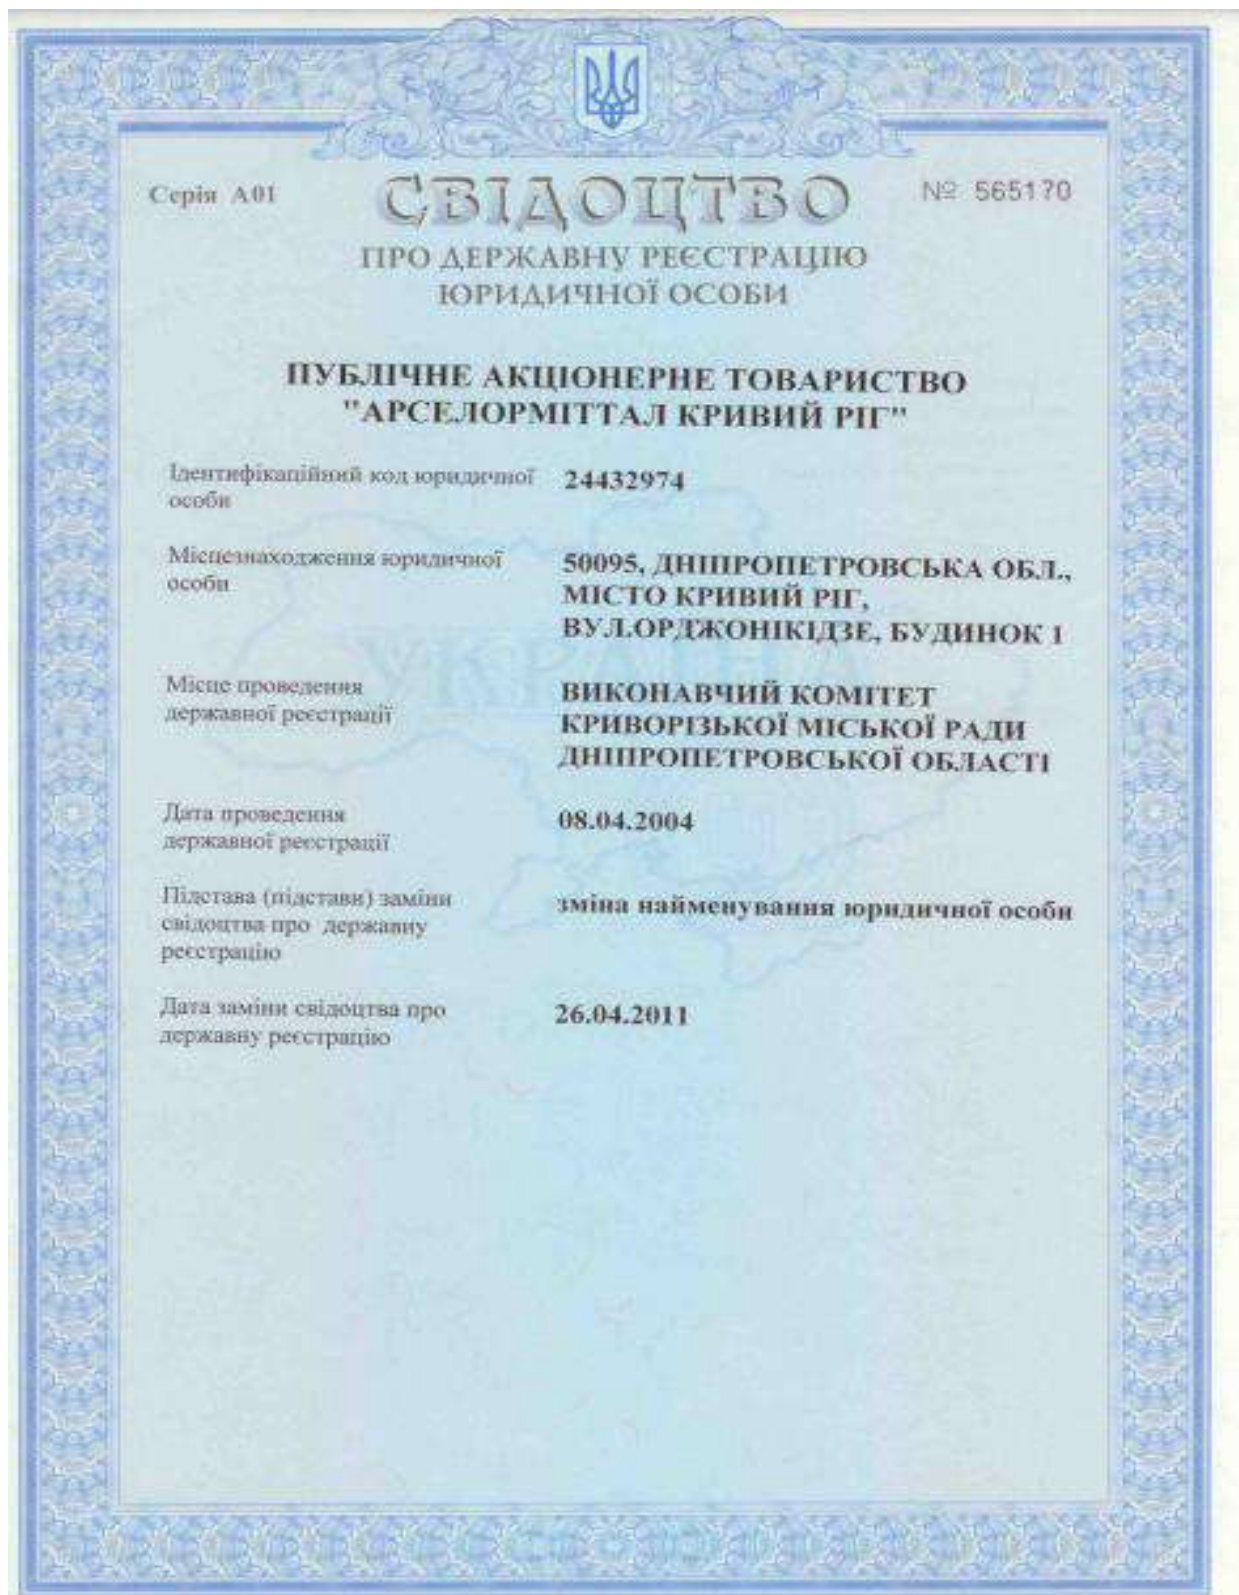 Серія А01
СВІДОЦТВО
№ 565170
ПРО ДЕРЖАВНУ РЕЄСТРАЦІЮ
ЮРИДИЧНОЇ ОСОБИ
ПУБЛІЧНЕ АКЦІОНЕРНЕ ТОВАРИСТВО
"АРСЕЛОРМІТТАЛ КРИВИЙ РІГ"
Ідентифікаційний код юридичної
особи
24432974
Місцезнаходження юридичної
особи
50095, ДНІПРОПЕТРОВСЬКА ОБЛ.,
МІСТО КРИВИЙ РІГ,
ВУЛ.ОРДЖОНІКІДЗЕ, БУДИНОК 1
УКРАЇНА
Місце проведення
державної реєстрації
ВИКОНАВЧИЙ КОМІТЕТ
КРИВОРІЗЬКОЇ МІСЬКОЇ РАДИ
ДНІПРОПЕТРОВСЬКОЇ ОБЛАСТІ
Дата проведення
державної реєстрації
08.04.2004
Підстава (підстави) заміни
свідоцтва про державну
реєстрацію
зміна найменування юридичної особи
Дата заміни свідоцтва про
державну реєстрацію
26.04.2011